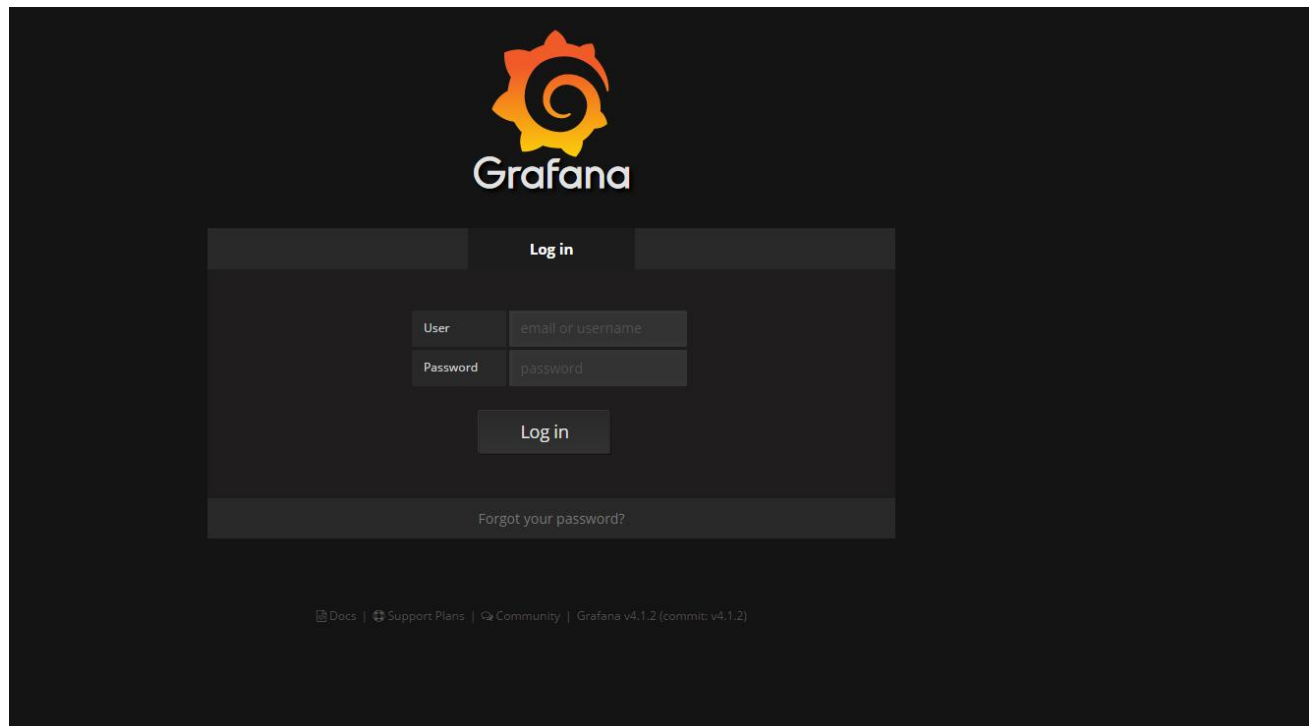 Grafana
Log in
User email or username
Password password
Log in
Forgot your password?
Docs | Support Plans | Community | Grafana v4.1.2 (commit: v4.1.2)